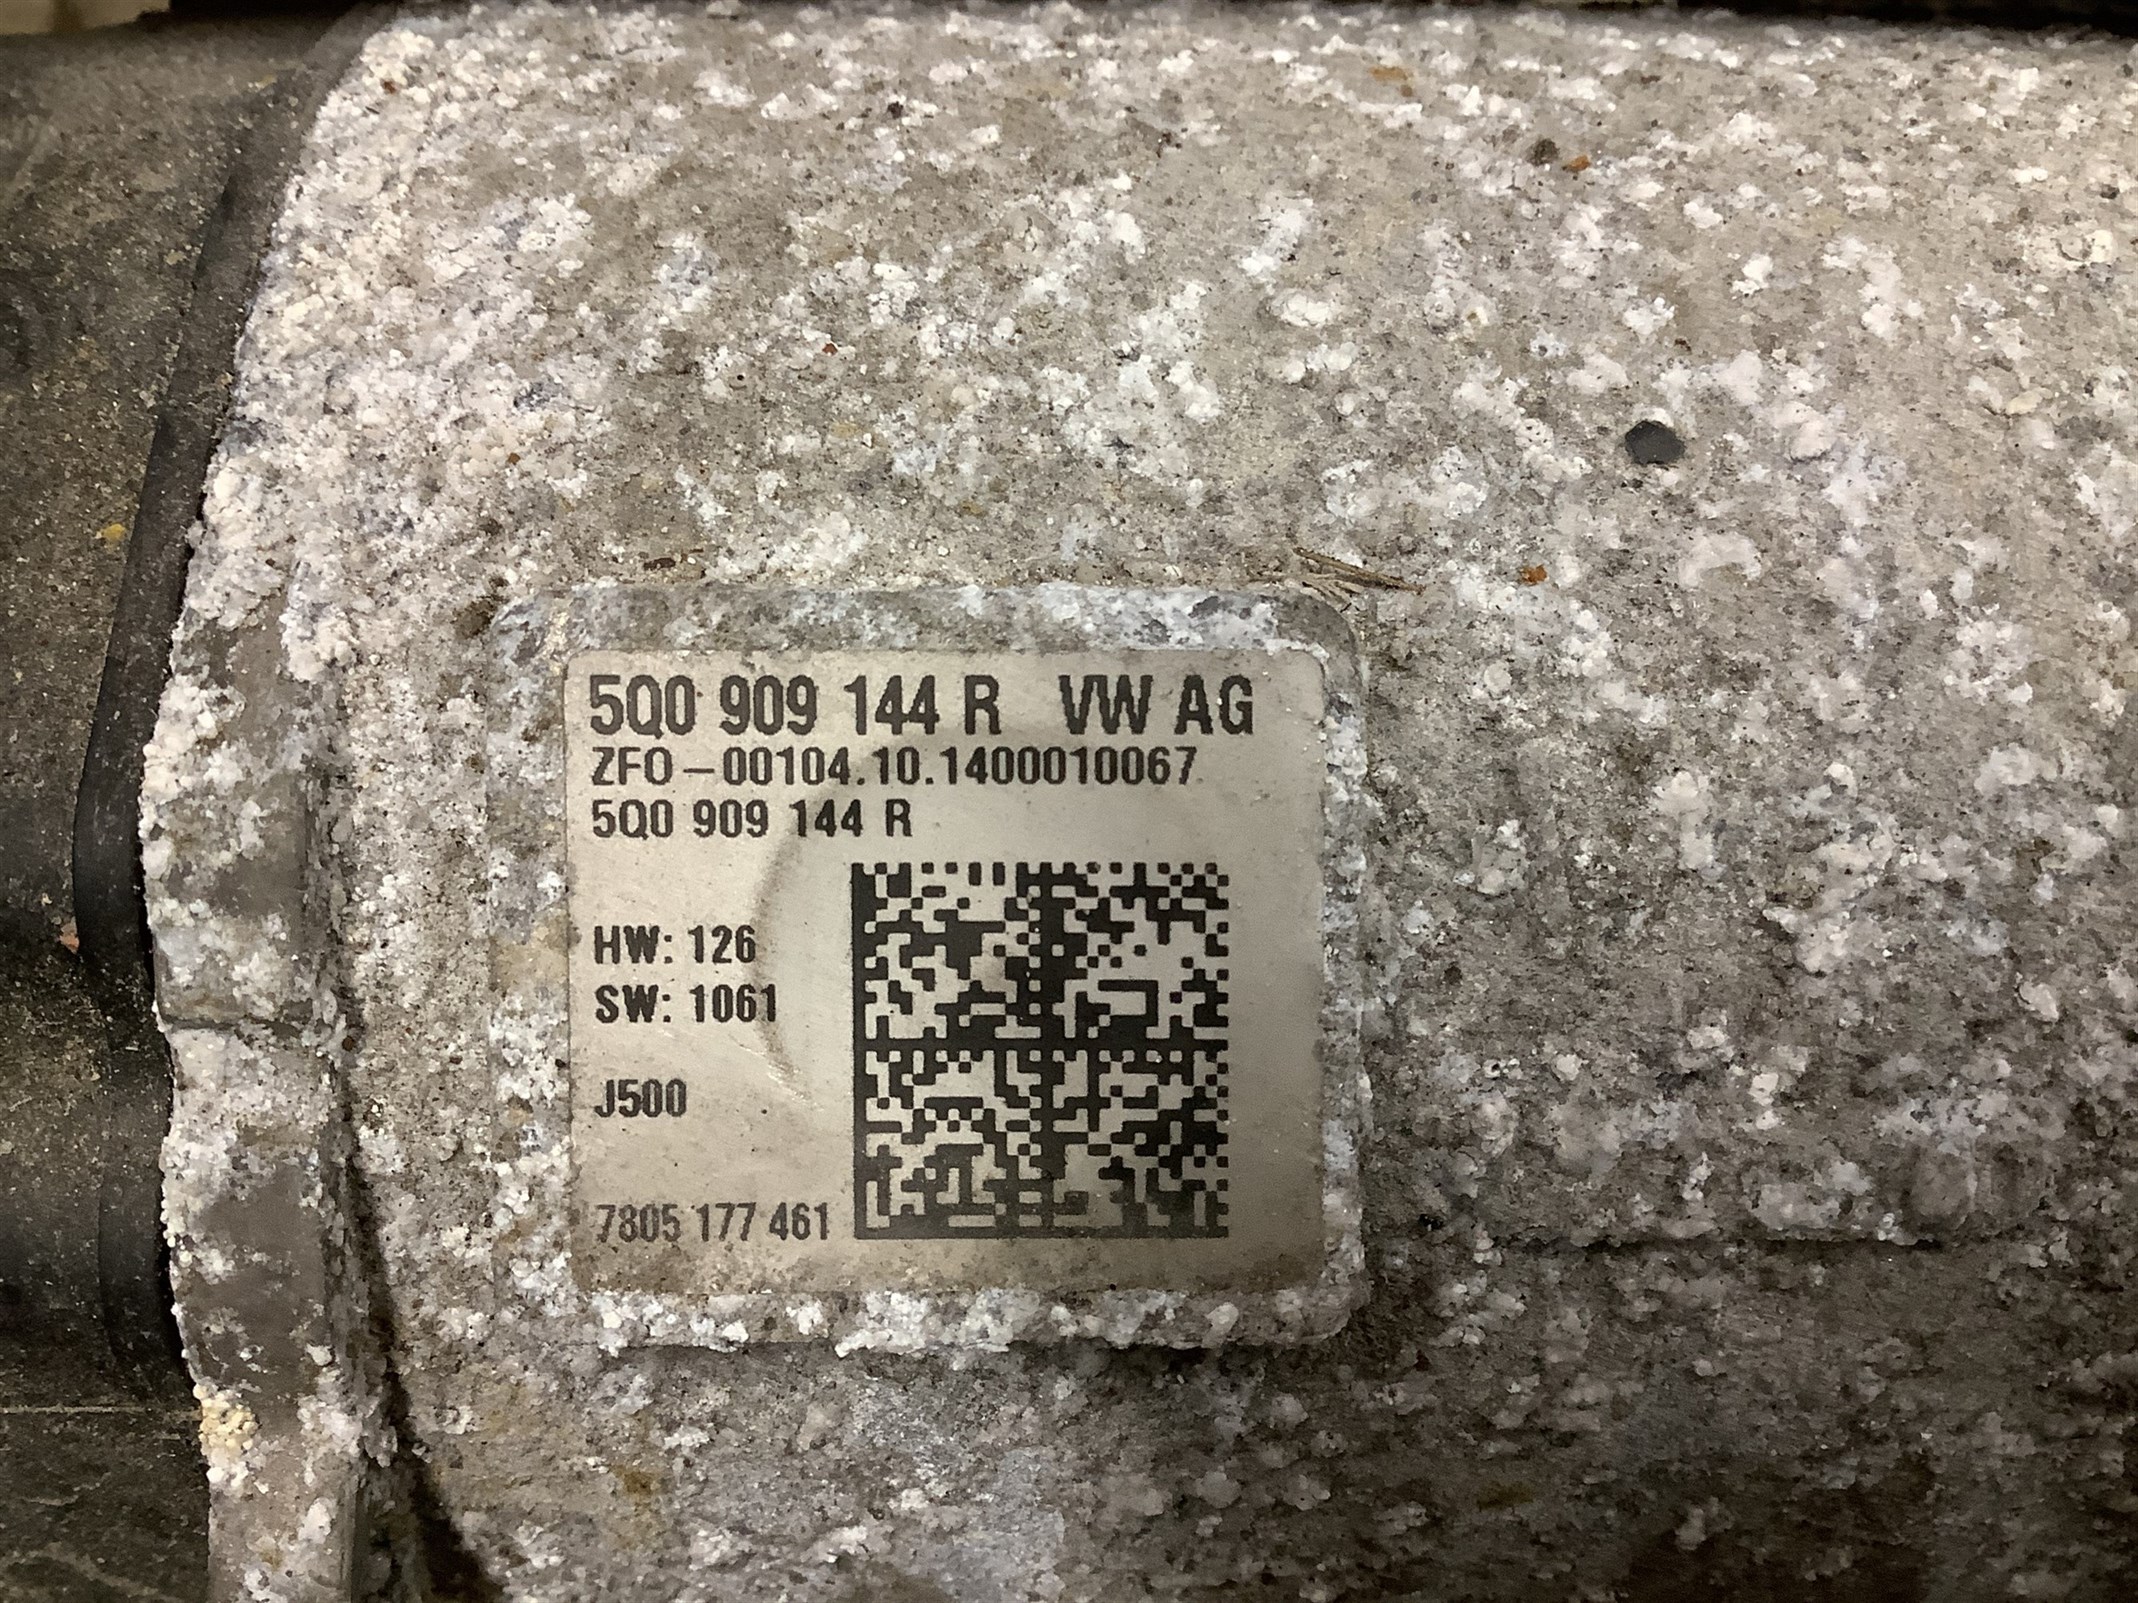 5Q0 909 144 R VW AG
ZFO-00104.10.1400010067
5Q0 909 144 R
HW: 126
SW: 1061
J500
7805 177 461